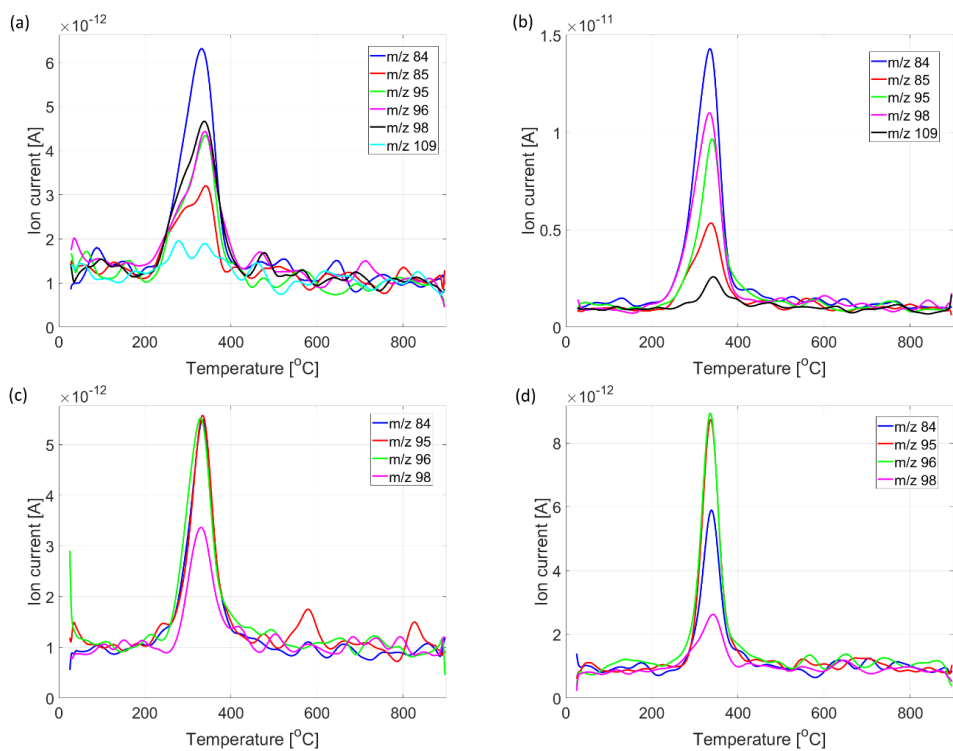 (a)
×10⁻¹²
Ion current [A]
6
5
4
3
2
1
0
0 200 400 600 800
Temperature [°C]
m/z 84
m/z 85
m/z 95
m/z 96
m/z 98
m/z 109
(b)
×10⁻¹¹
Ion current [A]
1.5
1
0.5
0
0 200 400 600 800
Temperature [°C]
m/z 84
m/z 85
m/z 95
m/z 98
m/z 109
(c)
×10⁻¹²
Ion current [A]
5
4
3
2
1
0
0 200 400 600 800
Temperature [°C]
m/z 84
m/z 95
m/z 96
m/z 98
(d)
×10⁻¹²
Ion current [A]
8
6
4
2
0
0 200 400 600 800
Temperature [°C]
m/z 84
m/z 95
m/z 96
m/z 98